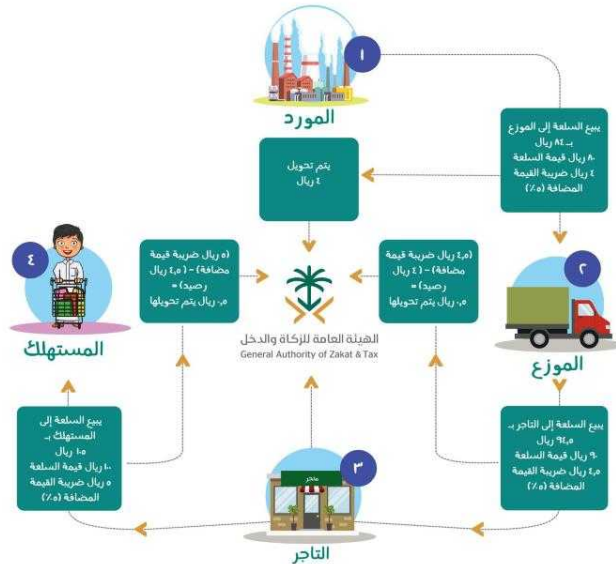 ١
المورد
يبيع السلعة إلى الموزع
بـ ٨٤ ريال
٨٠ ريال قيمة السلعة
٤ ريال ضريبة القيمة
المضافة (٥٪)
يتم تحويل
٤ ريال
٢
الموزع
(٤,٥ ريال ضريبة قيمة
مضافة) – (٤ ريال
رصيد) =
٠,٥ ريال يتم تحويلها
يبيع السلعة إلى التاجر بـ
٩٤,٥ ريال
٩٠ ريال قيمة السلعة
٤,٥ ريال ضريبة القيمة
المضافة (٥٪)
٣
متجر
التاجر
يبيع السلعة إلى
المستهلك بـ
١٠٥ ريال
١٠٠ ريال قيمة السلعة
٥ ريال ضريبة القيمة
المضافة (٥٪)
(٥ ريال ضريبة قيمة
مضافة) – (٤,٥ ريال
رصيد) =
٠,٥ ريال يتم تحويلها
٤
المستهلك
الهيئة العامة للزكاة والدخل
General Authority of Zakat & Tax